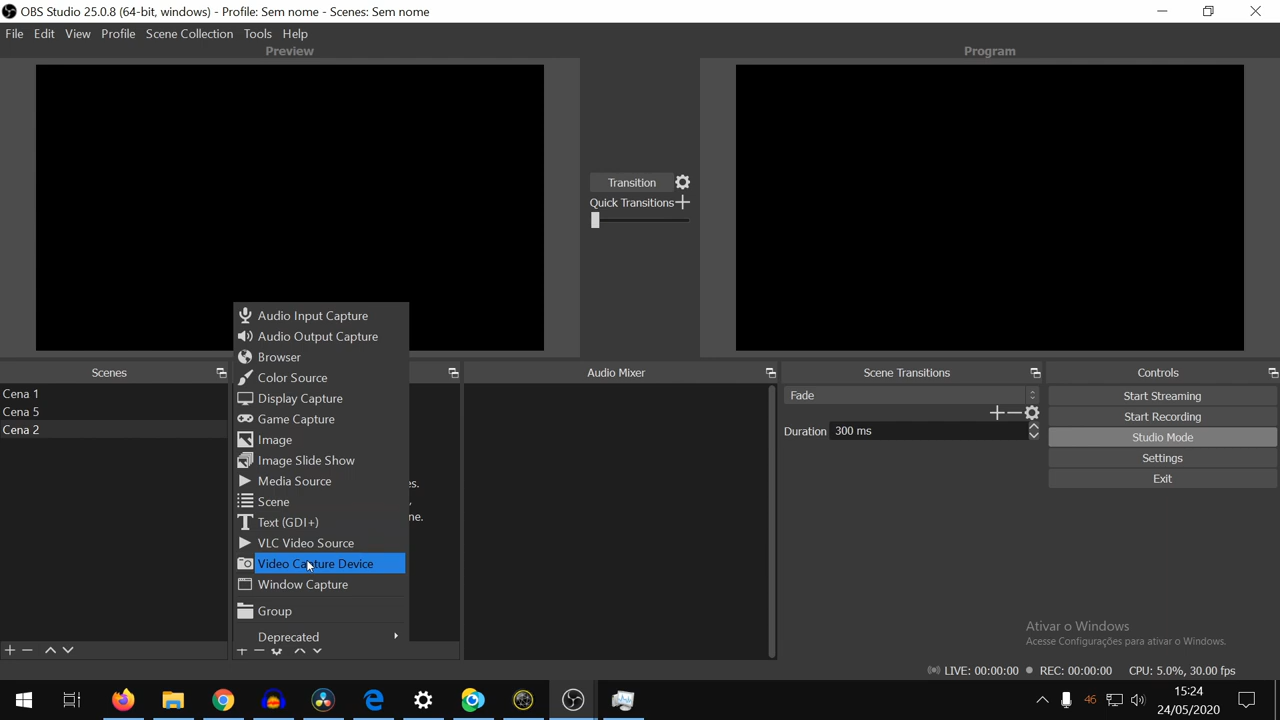 OBS Studio 25.0.8 (64-bit, windows) - Profile: Sem nome - Scenes: Sem nome
File Edit View Profile Scene Collection Tools Help
Preview
Program
Transition
Quick Transitions
Audio Input Capture
Audio Output Capture
Browser
Color Source
Display Capture
Game Capture
Image
Image Slide Show
Media Source
Scene
Text (GDI+)
VLC Video Source
Video Capture Device
Window Capture
Group
Deprecated
es.
ne.
Scenes
Cena 1
Cena 5
Cena 2
Audio Mixer
Scene Transitions
Fade
Duration 300 ms
Controls
Start Streaming
Start Recording
Studio Mode
Settings
Exit
Ativar o Windows
Acesse Configurações para ativar o Windows.
LIVE: 00:00:00 REC: 00:00:00 CPU: 5.0%, 30.00 fps
46
15:24
24/05/2020